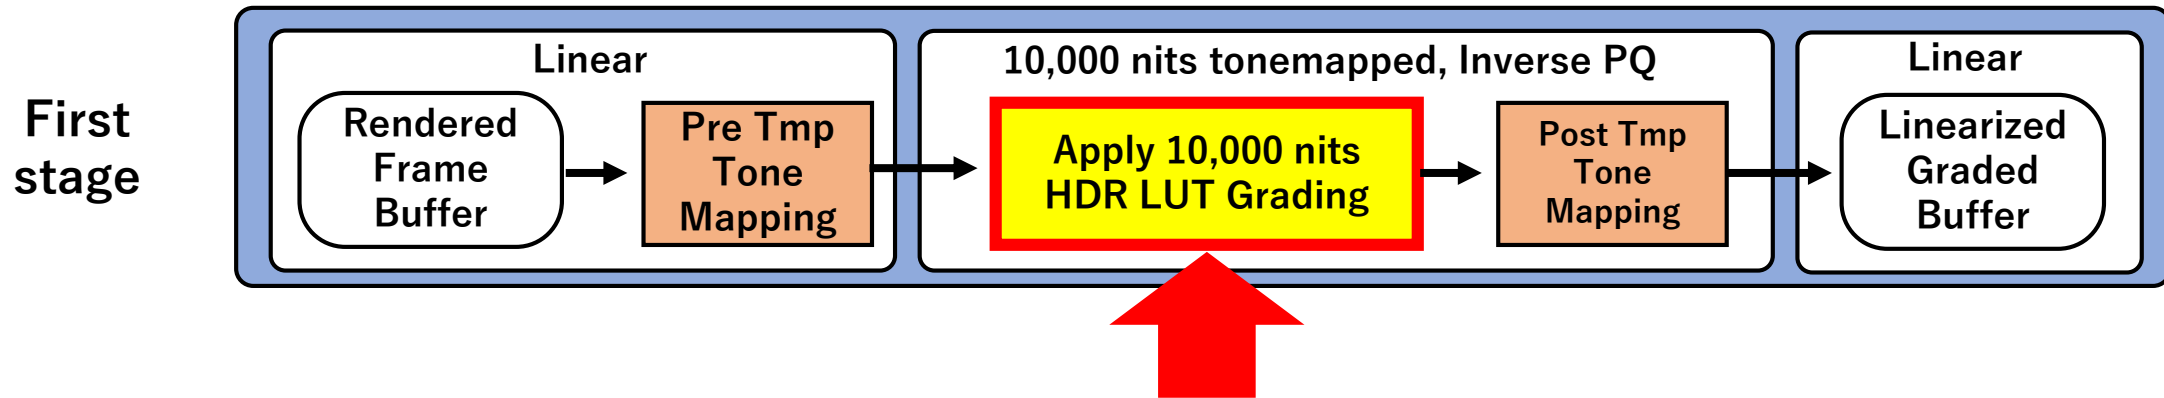 First
stage
Linear
Rendered
Frame
Buffer
Pre Tmp
Tone
Mapping
10,000 nits tonemapped, Inverse PQ
Apply 10,000 nits
HDR LUT Grading
Post Tmp
Tone
Mapping
Linear
Linearized
Graded
Buffer